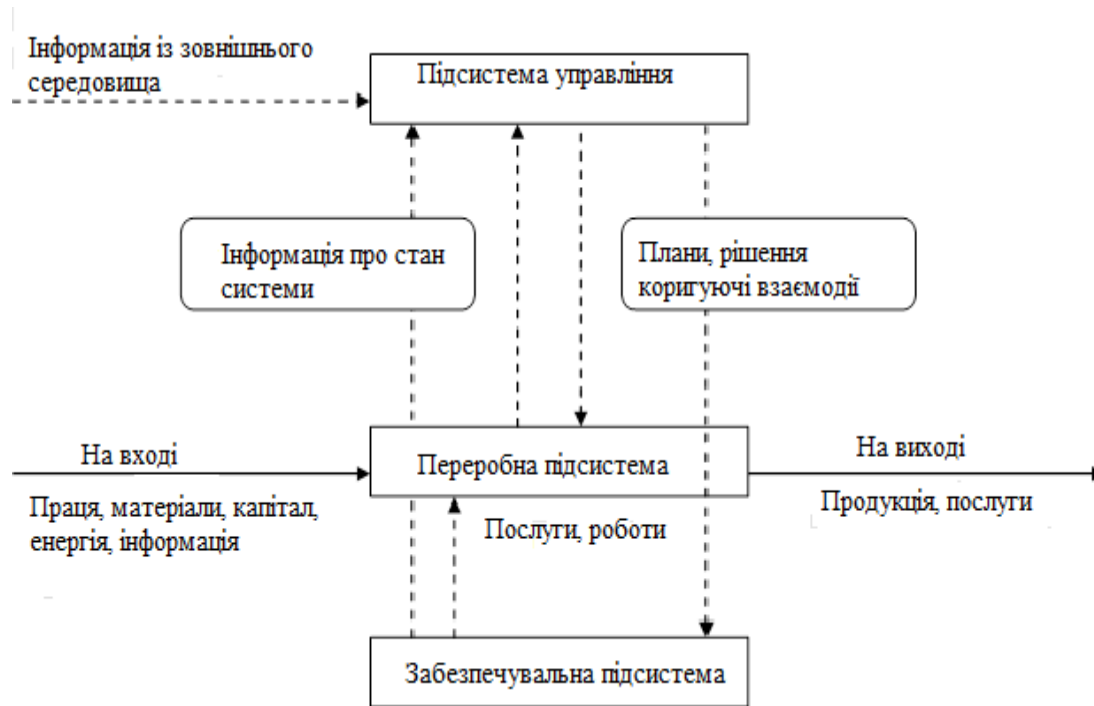 Інформація із зовнішнього
середовища
Підсистема управління
Інформація про стан
системи
Плани, рішення
коригуючі взаємодії
На вході
Праця, матеріали, капітал,
енергія, інформація
Переробна підсистема
На виході
Продукція, послуги
Послуги, роботи
Забезпечувальна підсистема